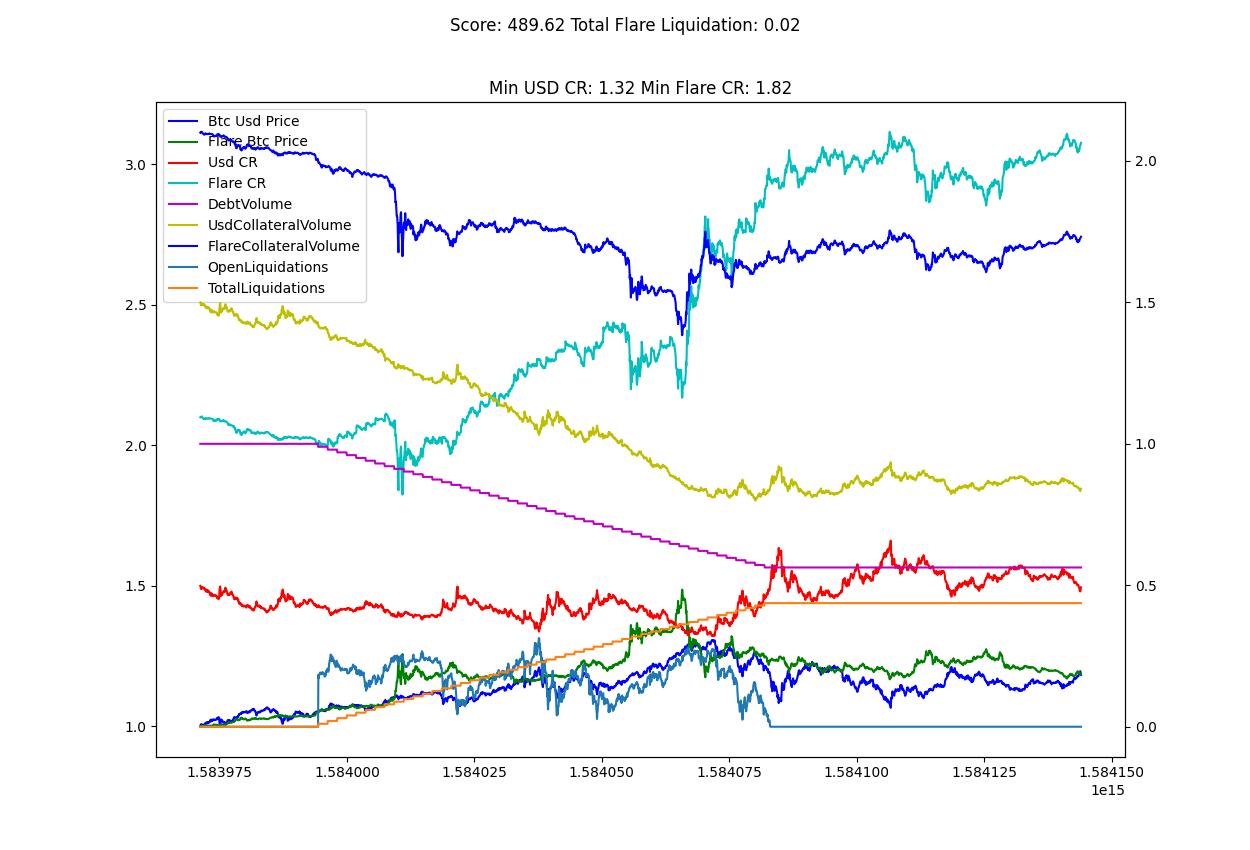 Score: 489.62 Total Flare Liquidation: 0.02
Min USD CR: 1.32 Min Flare CR: 1.82
Btc Usd Price
Flare Btc Price
Usd CR
Flare CR
DebtVolume
UsdCollateralVolume
FlareCollateralVolume
OpenLiquidations
TotalLiquidations
3.0
2.5
2.0
1.5
1.0
2.0
1.5
1.0
0.5
0.0
1.583975 1.584000 1.584025 1.584050 1.584075 1.584100 1.584125 1.584150
1e15